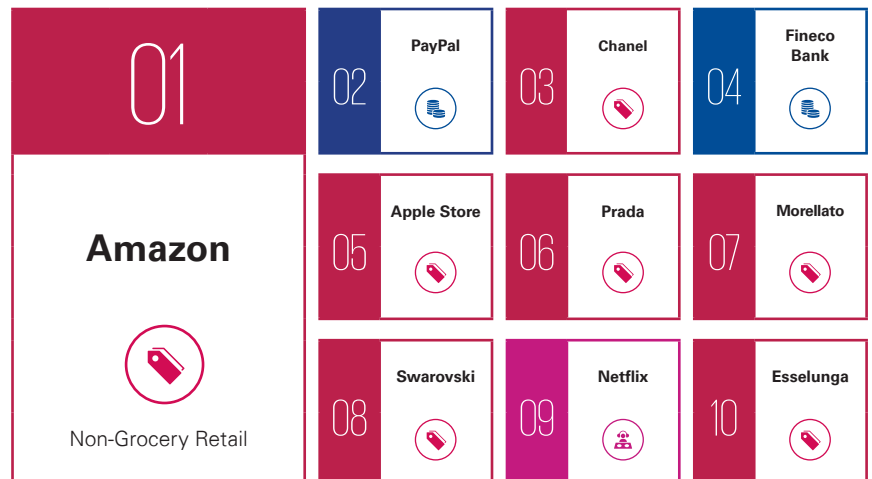 01
Amazon
Non-Grocery Retail
02
PayPal
03
Chanel
04
Fineco
Bank
05
Apple Store
06
Prada
07
Morellato
08
Swarovski
09
Netflix
10
Esselunga